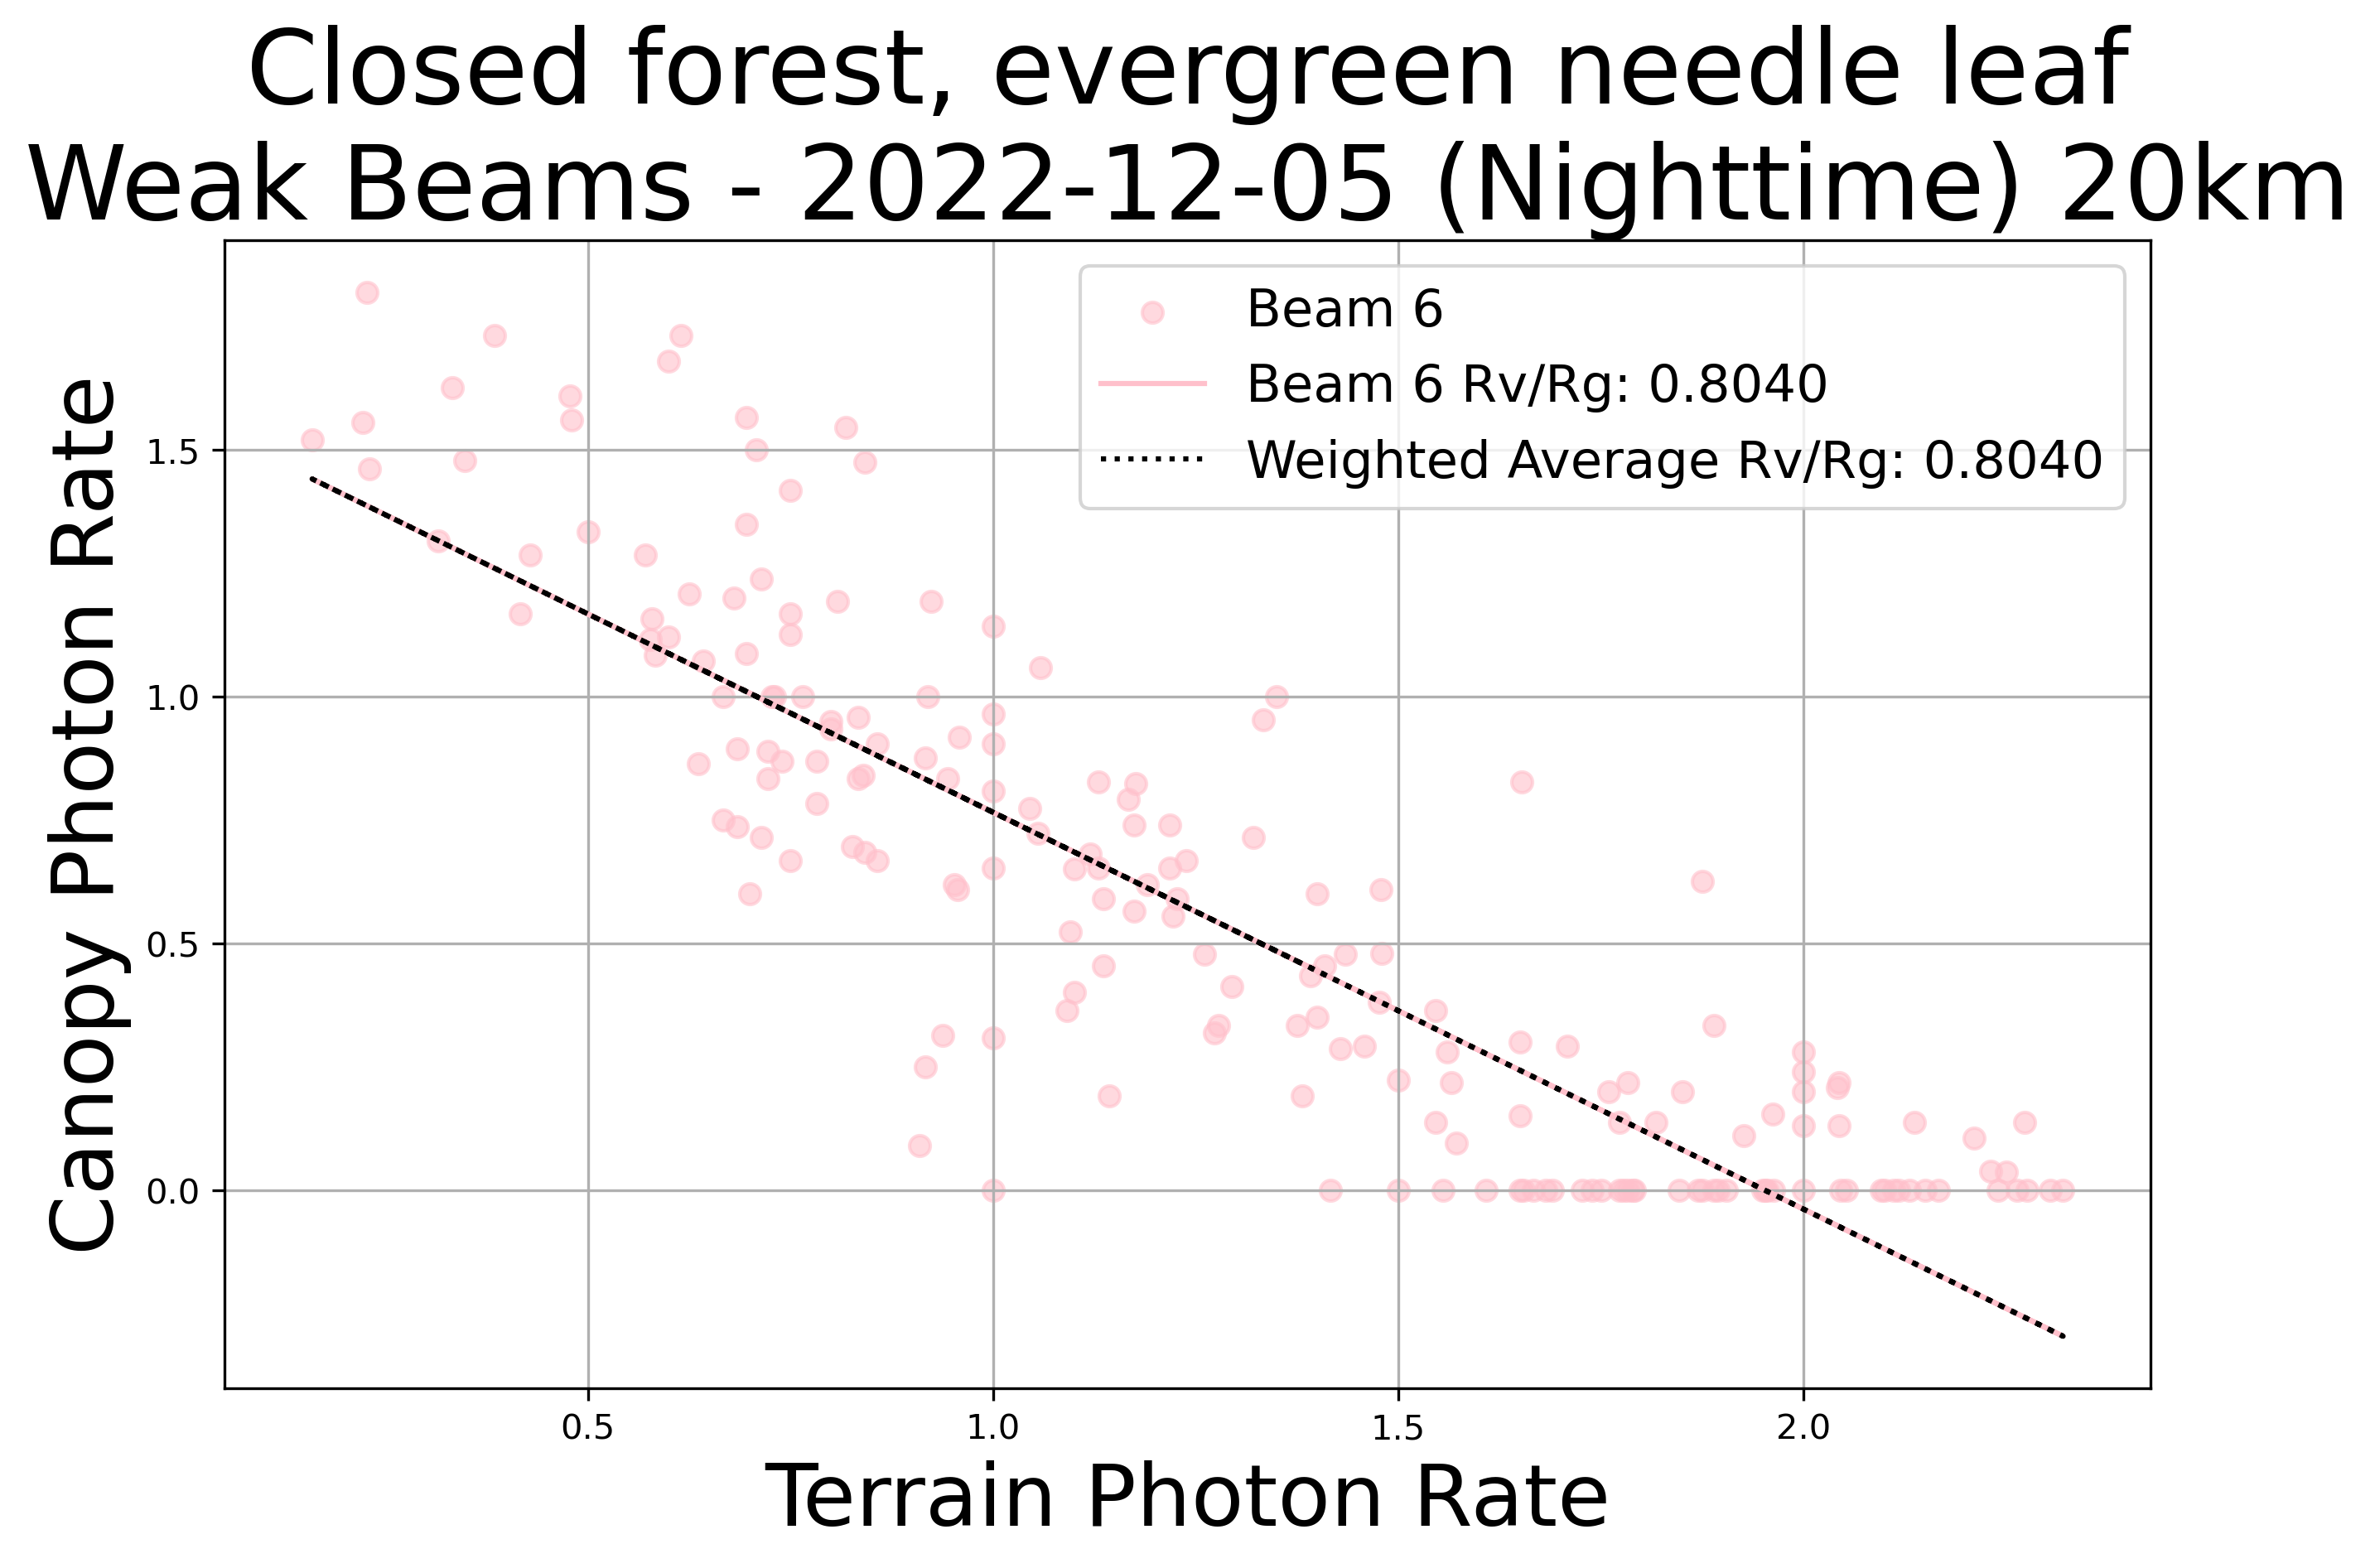 Closed forest, evergreen needle leaf
Weak Beams - 2022-12-05 (Nighttime) 20km
Beam 6
Beam 6 Rv/Rg: 0.8040
Weighted Average Rv/Rg: 0.8040
Canopy Photon Rate
1.5
1.0
0.5
0.0
0.5
1.0
1.5
2.0
Terrain Photon Rate